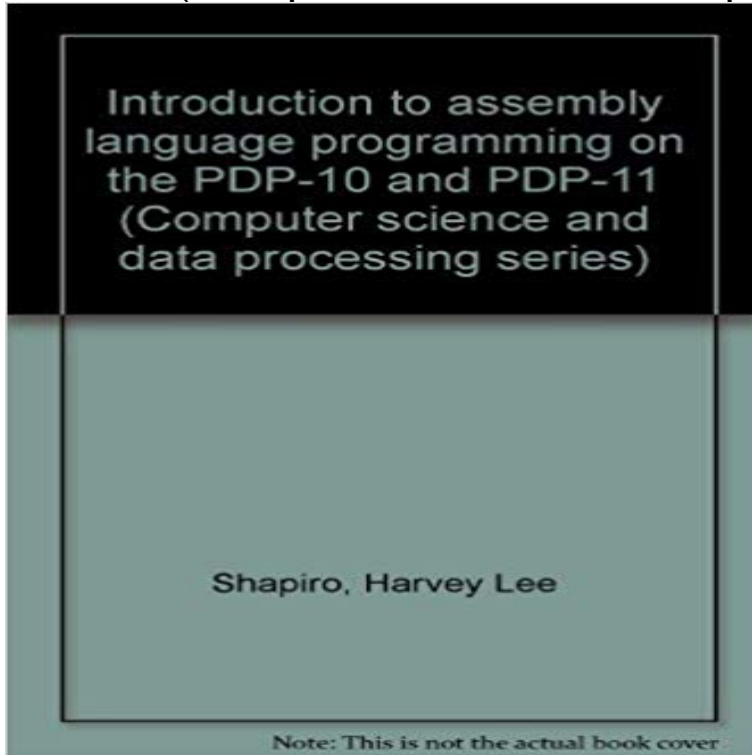 Introduction to assembly
language programming on
the PDP-10 and PDP-11
(Computer science and
data processing series)
Shapiro, Harvey Lee
Note: This is not the actual book cover